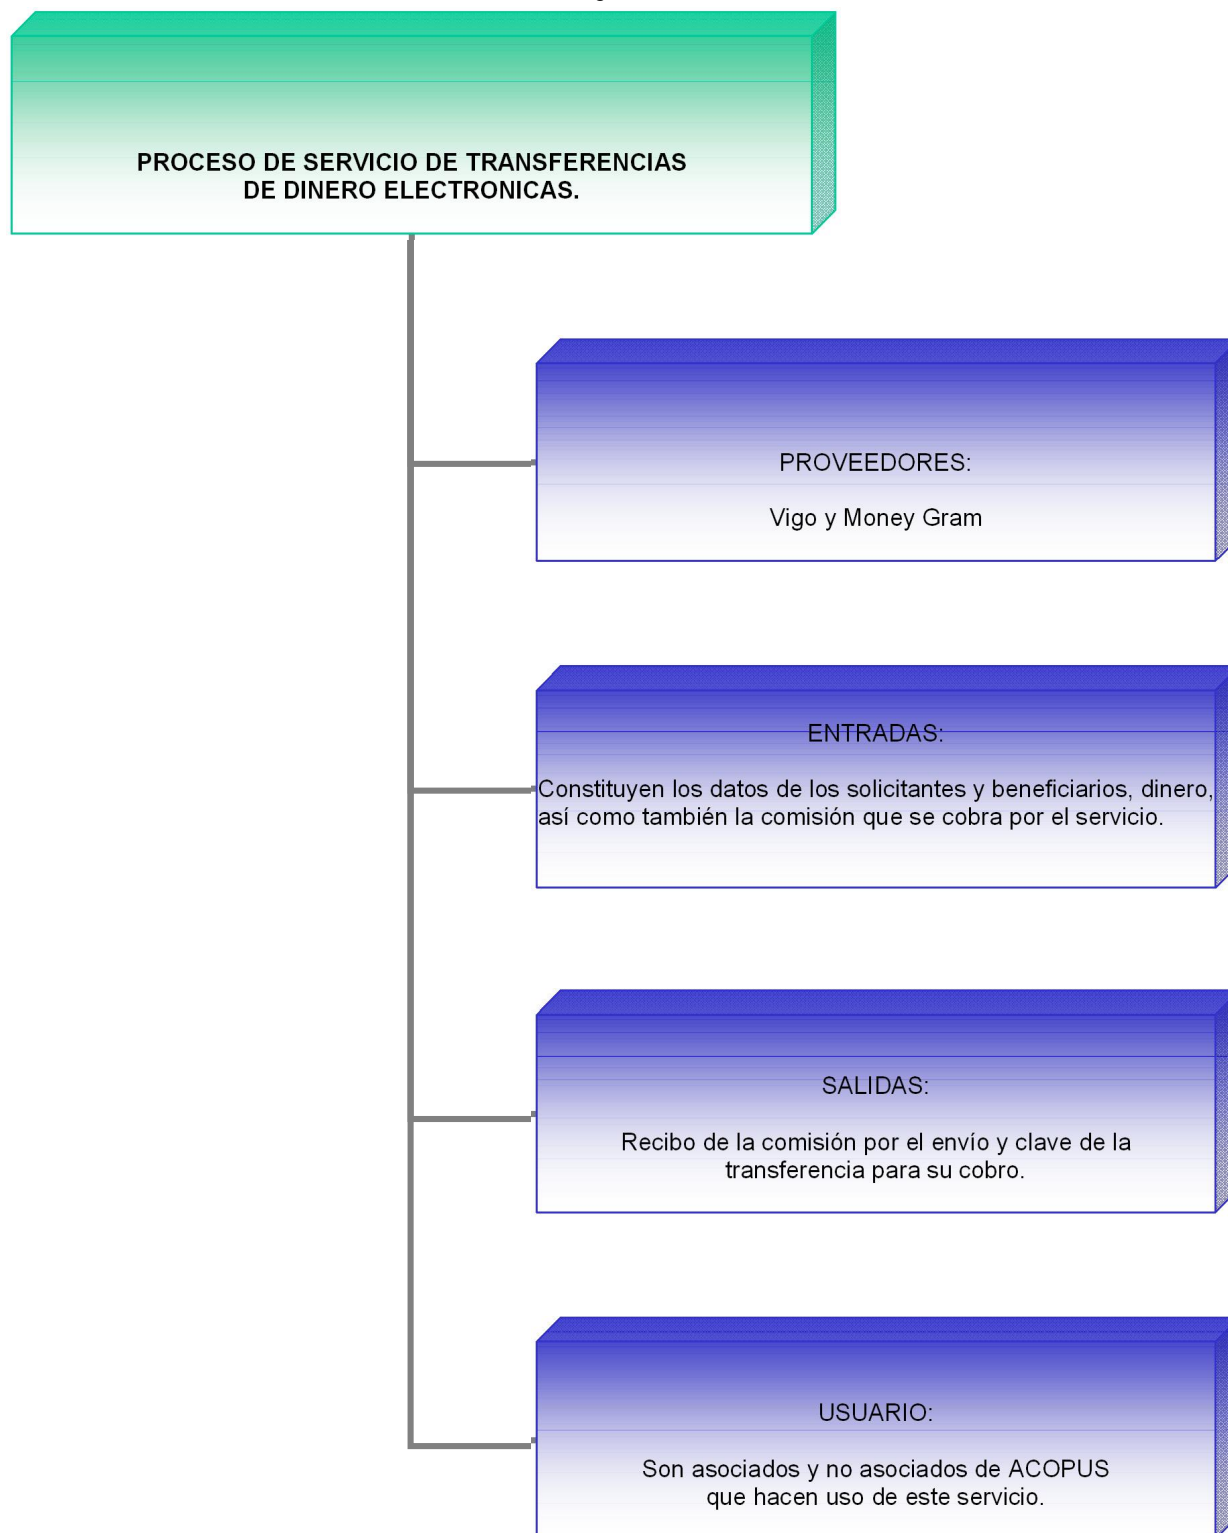 PROCESO DE SERVICIO DE TRANSFERENCIAS
DE DINERO ELECTRONICAS.
PROVEEDORES:
Vigo y Money Gram
ENTRADAS:
Constituyen los datos de los solicitantes y beneficiarios, dinero,
así como también la comisión que se cobra por el servicio.
SALIDAS:
Recibo de la comisión por el envío y clave de la
transferencia para su cobro.
USUARIO:
Son asociados y no asociados de ACOPUS
que hacen uso de este servicio.